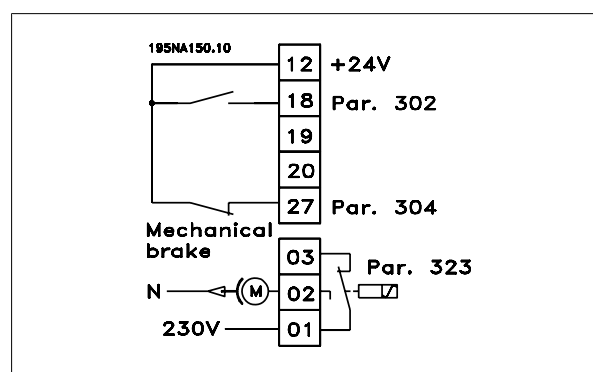 195NA150.10
12 +24V
18 Par. 302
19
20
27 Par. 304
Mechanical
brake
03
Par. 323
N M 02
230V 01